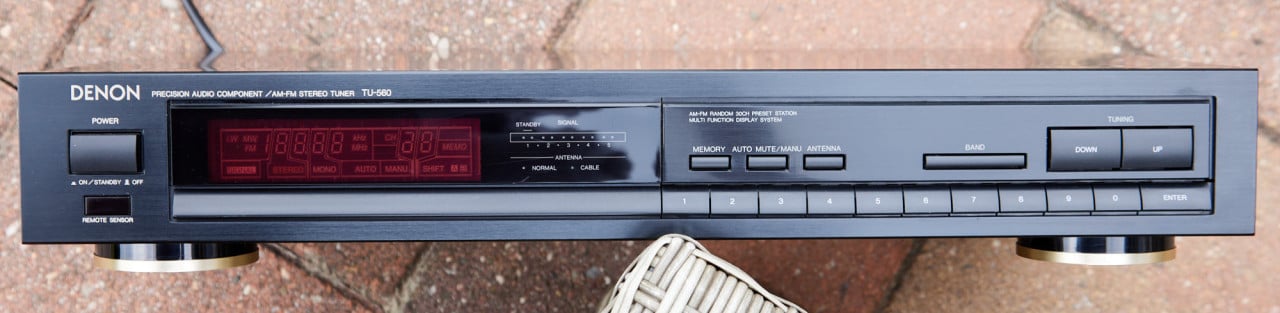 DENON PRECISION AUDIO COMPONENT / AM-FM STEREO TUNER TU-560
POWER
ON / STANDBY OFF
REMOTE SENSOR
LW MW kHz CH
FM MHz MEMO
SIGNAL STEREO MONO AUTO MANU SHIFT A B
STANDBY SIGNAL
1 2 3 4 5
ANTENNA
NORMAL CABLE
AM-FM RANDOM 30CH PRESET STATION
MULTI FUNCTION DISPLAY SYSTEM
MEMORY AUTO MUTE/MANU ANTENNA
BAND
TUNING
DOWN UP
1 2 3 4 5 6 7 8 9 0 ENTER